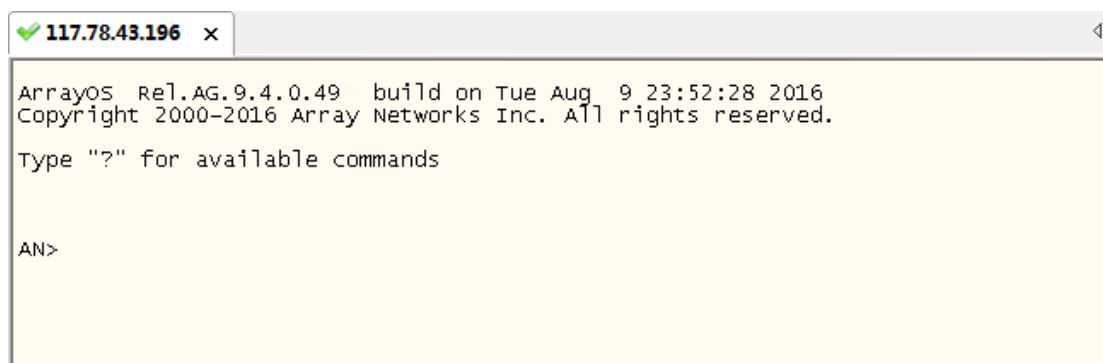 117.78.43.196 x
ArrayOS Rel.AG.9.4.0.49 build on Tue Aug 9 23:52:28 2016
Copyright 2000-2016 Array Networks Inc. All rights reserved.
Type "?" for available commands
AN>